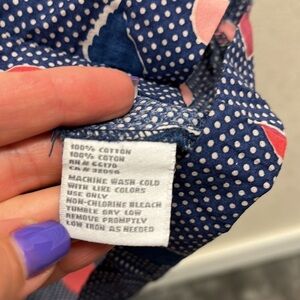 100% COTTON
100% COTON
RN# 66170
CA# 38096
MACHINE WASH COLD
WITH LIKE COLORS
USE ONLY
NON-CHLORINE BLEACH
TUMBLE DRY LOW
REMOVE PROMPTLY
LOW IRON AS NEEDED